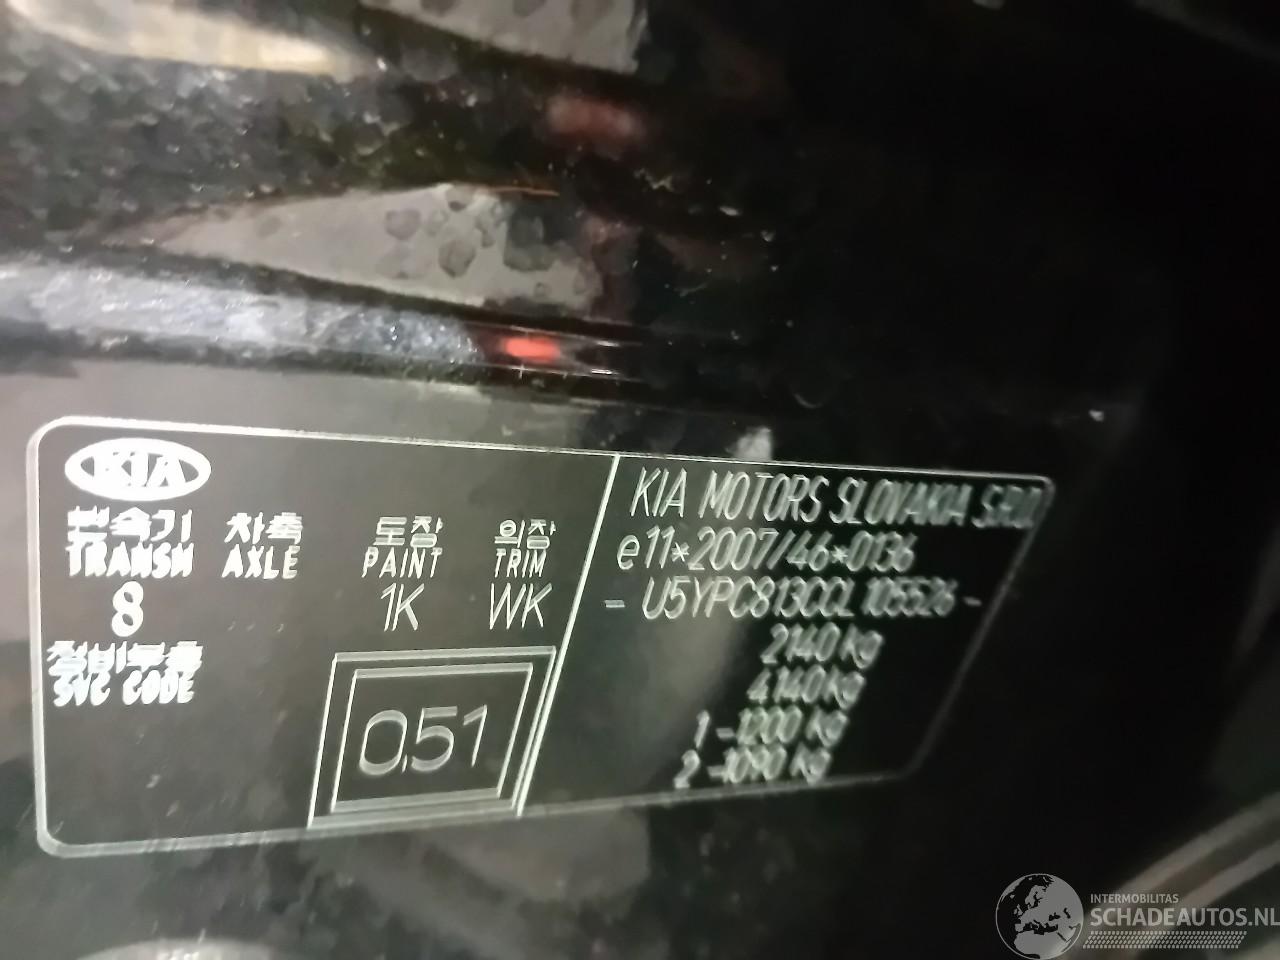 KIA
변속기 차축 도장 외장
TRANSM AXLE PAINT TRIM
8 1K WK
정비부호
SVC CODE
0,51
KIA MOTORS SLOVAKIA S.R.O.
e11*2007/46*0136
- U5YPC813CCL105526 -
2140 kg
4140 kg
1 - 1200 kg
2 - 1090 kg
INTERMOBILITAS
SCHADEAUTOS.NL